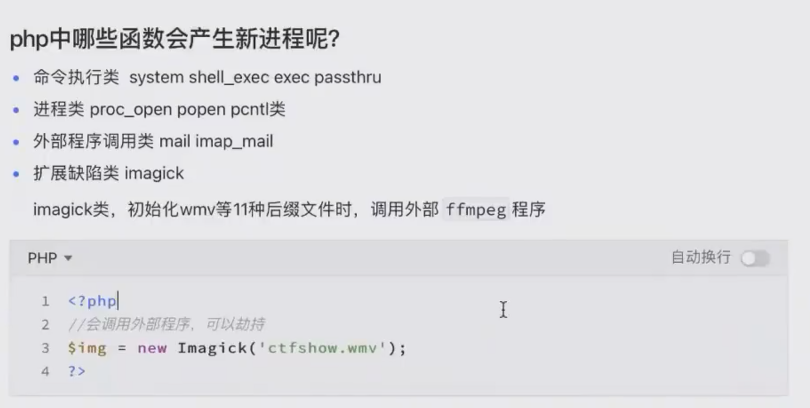 php中哪些函数会产生新进程呢?
命令执行类 system shell_exec exec passthru
进程类 proc_open popen pcntl类
外部程序调用类 mail imap_mail
扩展缺陷类 imagick
imagick类，初始化wmv等11种后缀文件时，调用外部 ffmpeg 程序
PHP 自动换行
1 <?php
2 //会调用外部程序，可以劫持
3 $img = new Imagick('ctfshow.wmv');
4 ?>